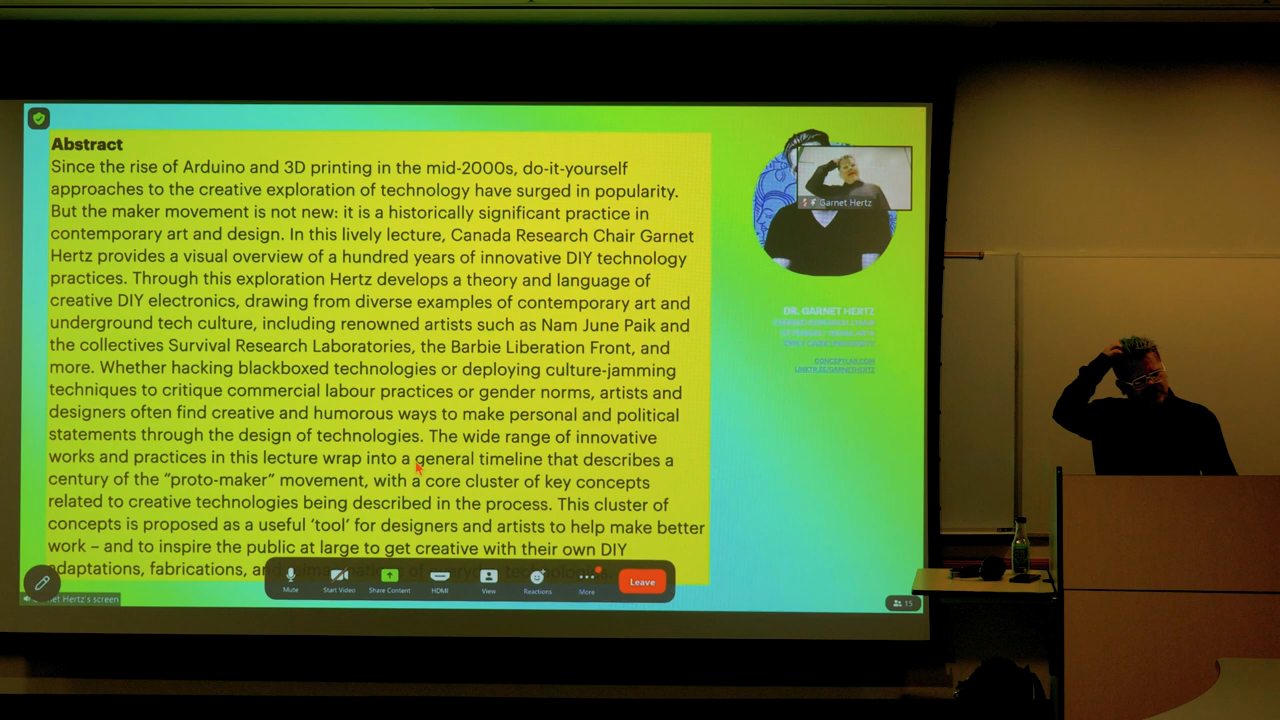 Abstract
Since the rise of Arduino and 3D printing in the mid-2000s, do-it-yourself
approaches to the creative exploration of technology have surged in popularity.
But the maker movement is not new: it is a historically significant practice in
contemporary art and design. In this lively lecture, Canada Research Chair Garnet
Hertz provides a visual overview of a hundred years of innovative DIY technology
practices. Through this exploration Hertz develops a theory and language of
creative DIY electronics, drawing from diverse examples of contemporary art and
underground tech culture, including renowned artists such as Nam June Paik and
the collectives Survival Research Laboratories, the Barbie Liberation Front, and
more. Whether hacking blackboxed technologies or deploying culture-jamming
techniques to critique commercial labour practices or gender norms, artists and
designers often find creative and humorous ways to make personal and political
statements through the design of technologies. The wide range of innovative
works and practices in this lecture wrap into a general timeline that describes a
century of the “proto-maker” movement, with a core cluster of key concepts
related to creative technologies being described in the process. This cluster of
concepts is proposed as a useful ‘tool’ for designers and artists to help make better
work – and to inspire the public at large to get creative with their own DIY
adaptations, fabrications, and
Garnet Hertz
DR. GARNET HERTZ
CONCEPTLAB.COM
LINKTR.EE/GARNETHERTZ
Mute
Start Video
Share Content
HDMI
View
Reactions
More
Leave
Hertz's screen
15